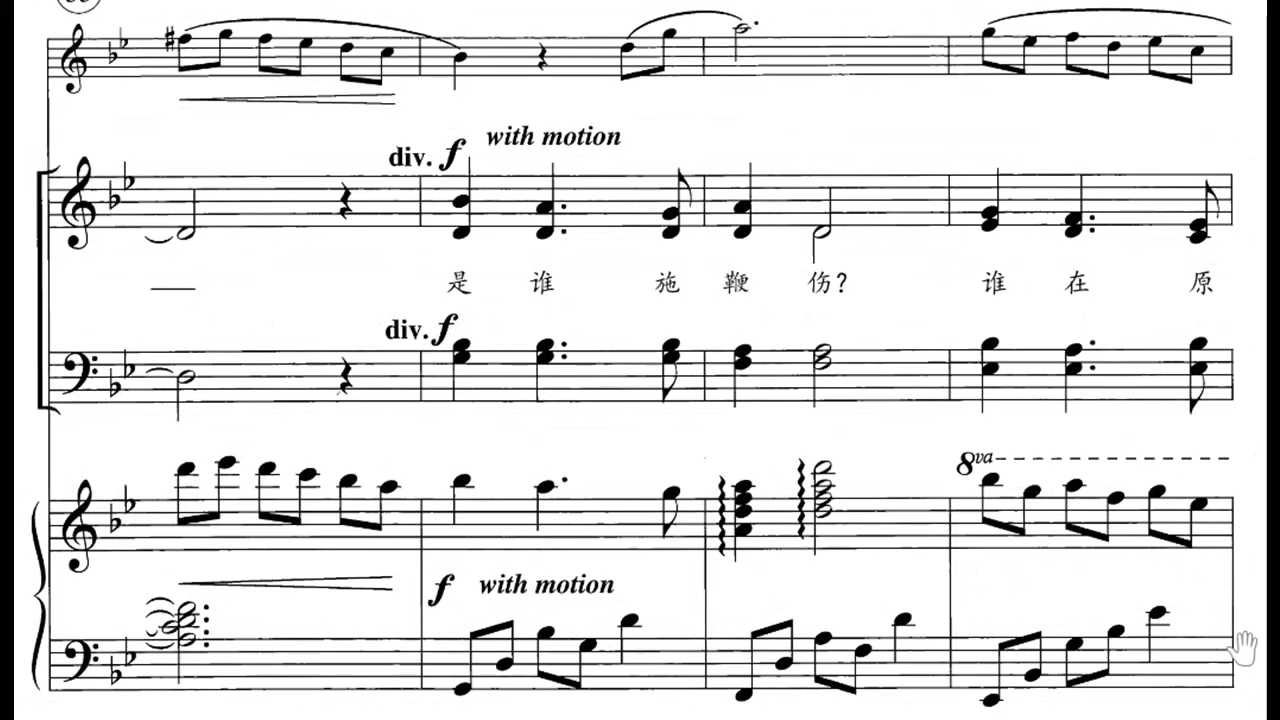 div. f with motion
是 谁 施 鞭 伤? 谁 在 原
div. f
8va
f with motion